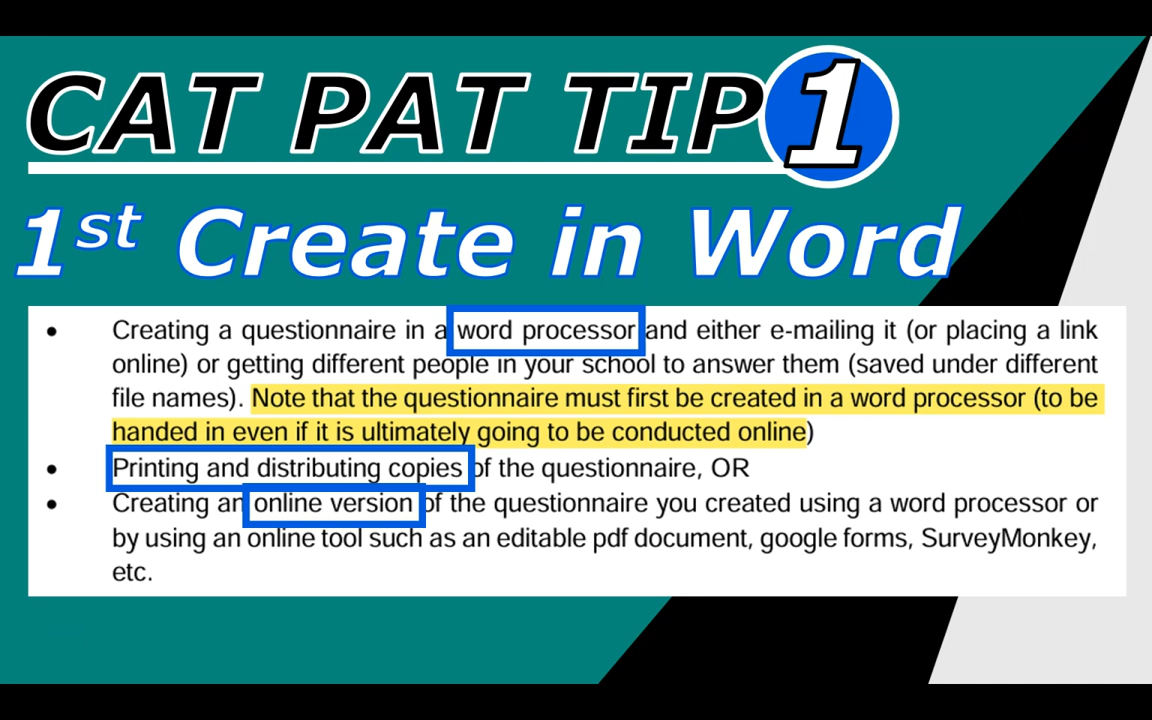 CAT PAT TIP 1
1st Create in Word
• Creating a questionnaire in a word processor and either e-mailing it (or placing a link
online) or getting different people in your school to answer them (saved under different
file names). Note that the questionnaire must first be created in a word processor (to be
handed in even if it is ultimately going to be conducted online)
• Printing and distributing copies of the questionnaire, OR
• Creating an online version of the questionnaire you created using a word processor or
by using an online tool such as an editable pdf document, google forms, SurveyMonkey,
etc.